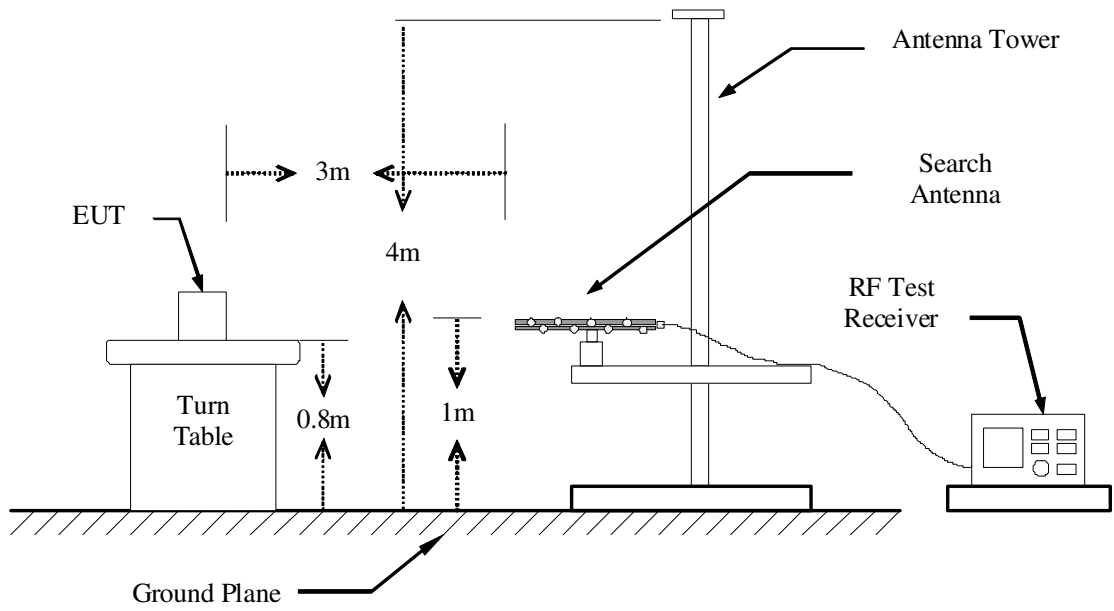 Antenna Tower
3m
Search
Antenna
EUT
4m
RF Test
Receiver
Turn
Table
0.8m
1m
Ground Plane